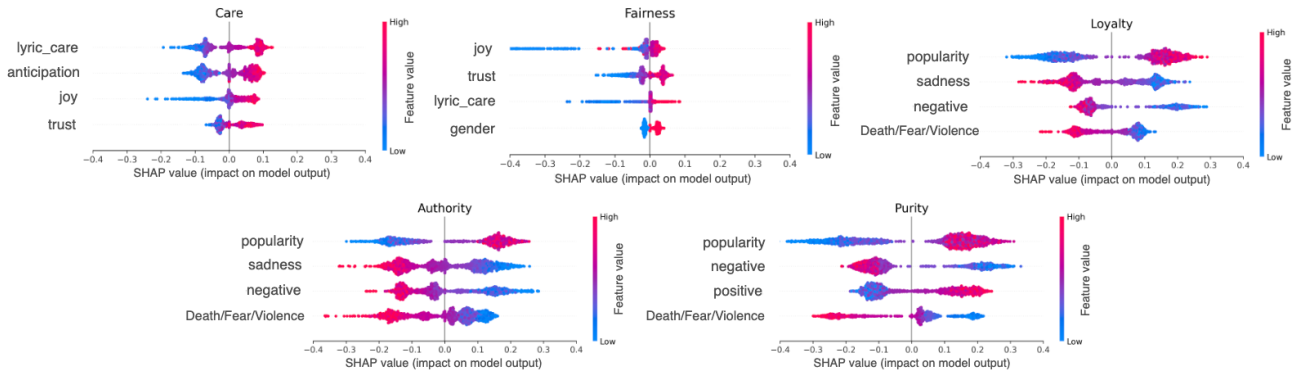 Care
High
lyric_care
anticipation
joy
trust
Feature value
Low
−0.4 −0.3 −0.2 −0.1 0.0 0.1 0.2 0.3 0.4
SHAP value (impact on model output)
Fairness
High
joy
trust
lyric_care
gender
Feature value
Low
−0.4 −0.3 −0.2 −0.1 0.0 0.1 0.2 0.3 0.4
SHAP value (impact on model output)
Loyalty
High
popularity
sadness
negative
Death/Fear/Violence
Feature value
Low
−0.4 −0.3 −0.2 −0.1 0.0 0.1 0.2 0.3 0.4
SHAP value (impact on model output)
Authority
High
popularity
sadness
negative
Death/Fear/Violence
Feature value
Low
−0.4 −0.3 −0.2 −0.1 0.0 0.1 0.2 0.3 0.4
SHAP value (impact on model output)
Purity
High
popularity
negative
positive
Death/Fear/Violence
Feature value
Low
−0.4 −0.3 −0.2 −0.1 0.0 0.1 0.2 0.3 0.4
SHAP value (impact on model output)